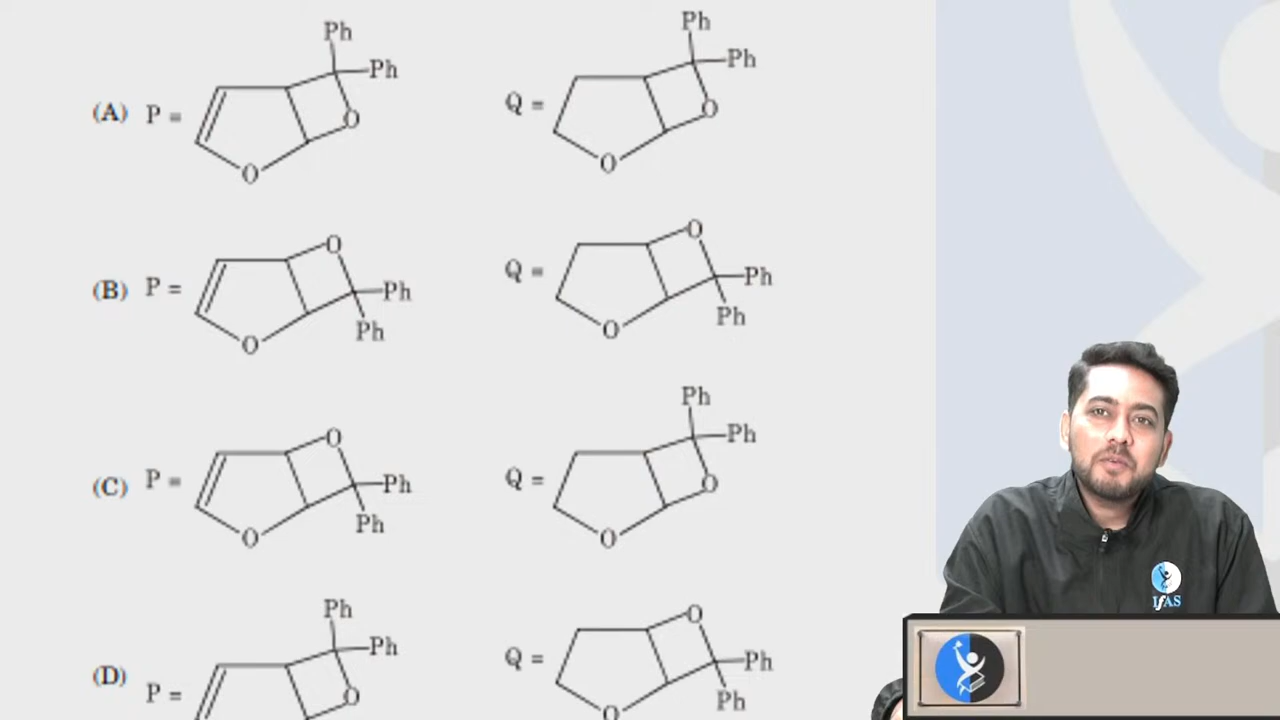 Ph
Ph
Ph
Ph
(A) P =
O
O
Q =
O
O
(B) P =
O
Ph
Ph
O
Q =
O
Ph
Ph
O
(C) P =
O
Ph
Ph
O
Q =
Ph
Ph
O
O
(D) P =
Ph
Ph
O
Q =
O
Ph
Ph
O
IFAS